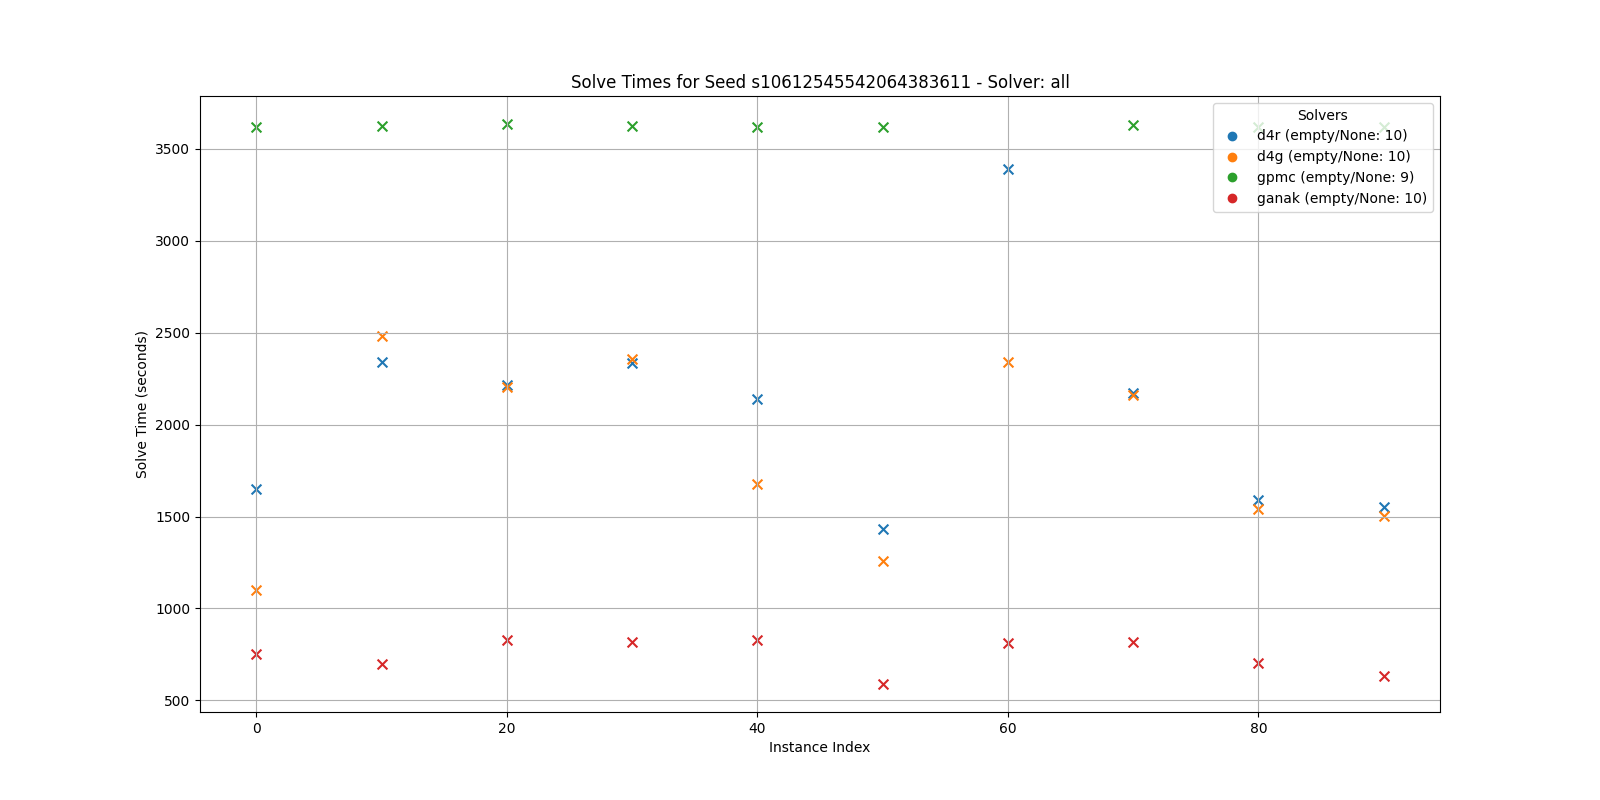 Solve Times for Seed s10612545542064383611 - Solver: all
Solvers
d4r (empty/None: 10)
d4g (empty/None: 10)
gpmc (empty/None: 9)
ganak (empty/None: 10)
Solve Time (seconds)
3500
3000
2500
2000
1500
1000
500
0
20
40
60
80
Instance Index